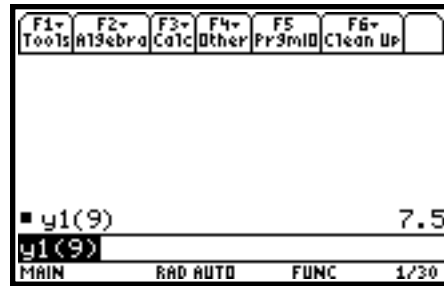 F1▾ F2▾ F3▾ F4▾ F5 F6▾
Tools Algebra Calc Other PrgmIO Clean Up
▪ y1(9) 7.5
y1(9)
MAIN RAD AUTO FUNC 1/30